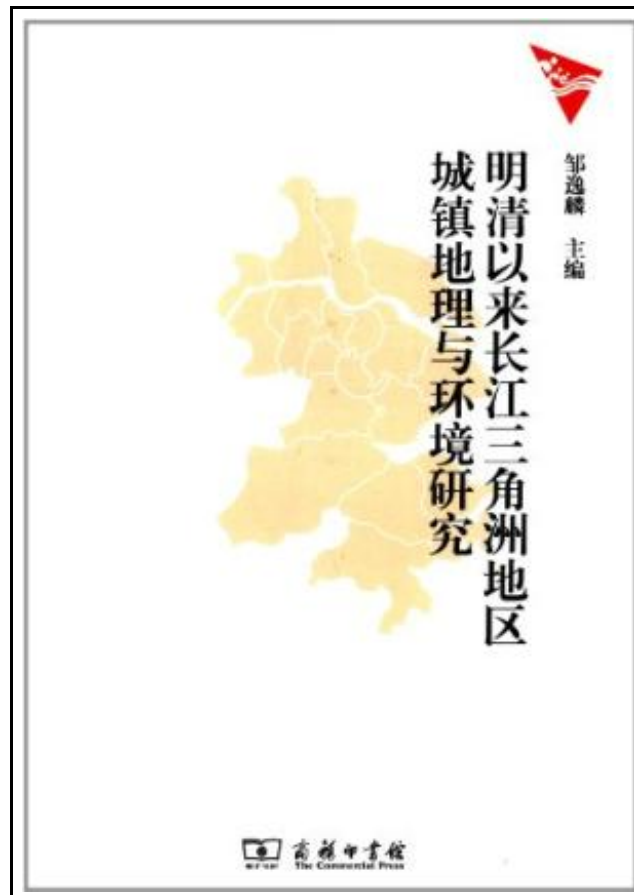 邹逸麟 主编
明清以来长江三角洲地区
城镇地理与环境研究
商务印书馆
The Commercial Press